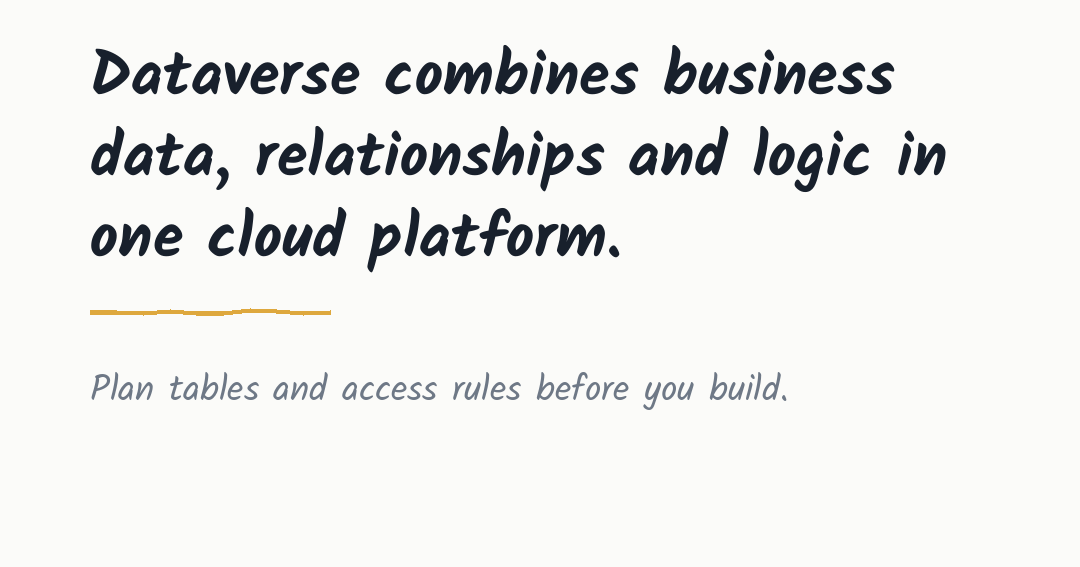 Dataverse combines business
data, relationships and logic in
one cloud platform.
Plan tables and access rules before you build.